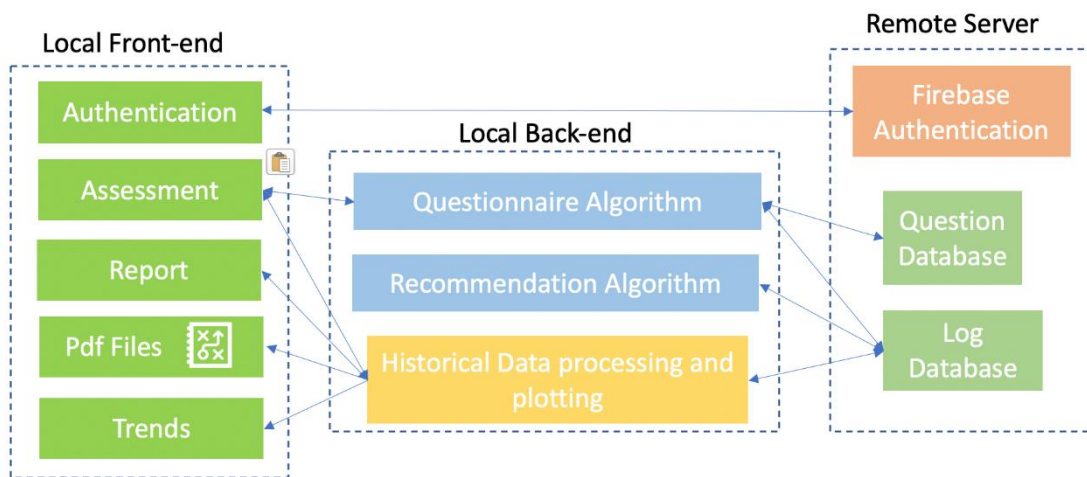 Local Front-end
Authentication
Assessment
Report
Pdf Files
Trends
Local Back-end
Questionnaire Algorithm
Recommendation Algorithm
Historical Data processing and
plotting
Remote Server
Firebase
Authentication
Question
Database
Log
Database